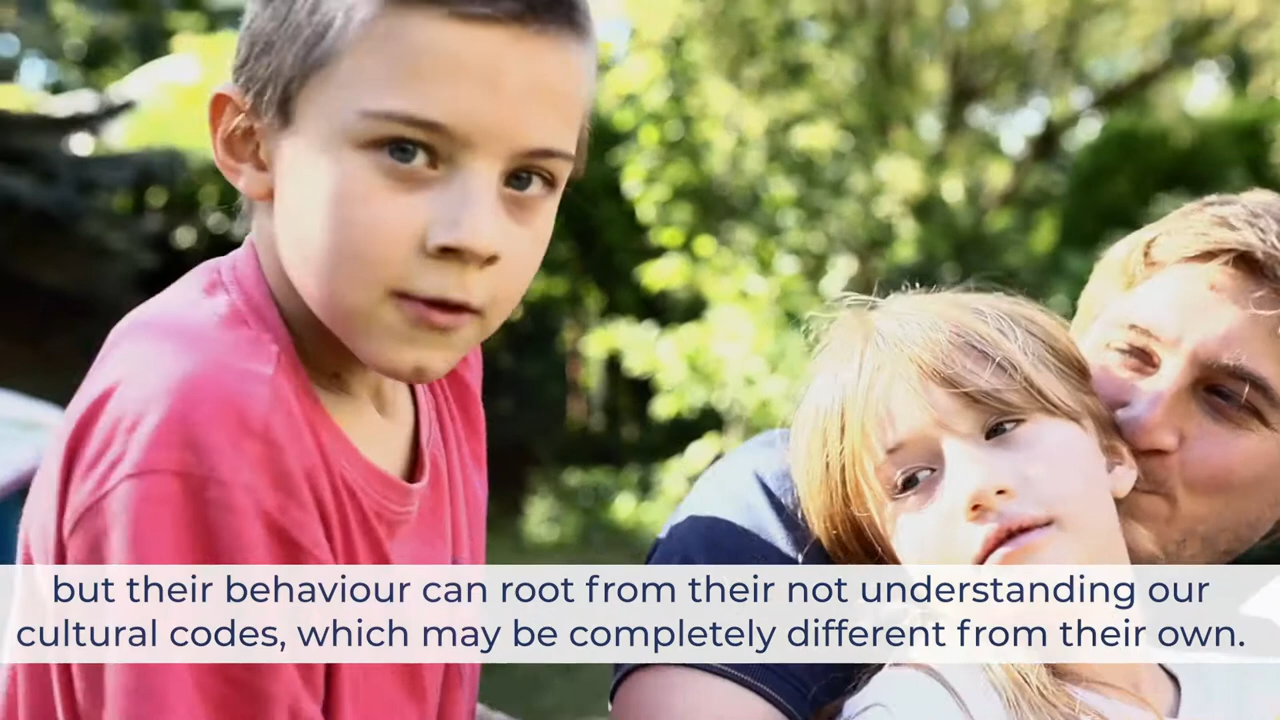 but their behaviour can root from their not understanding our
cultural codes, which may be completely different from their own.